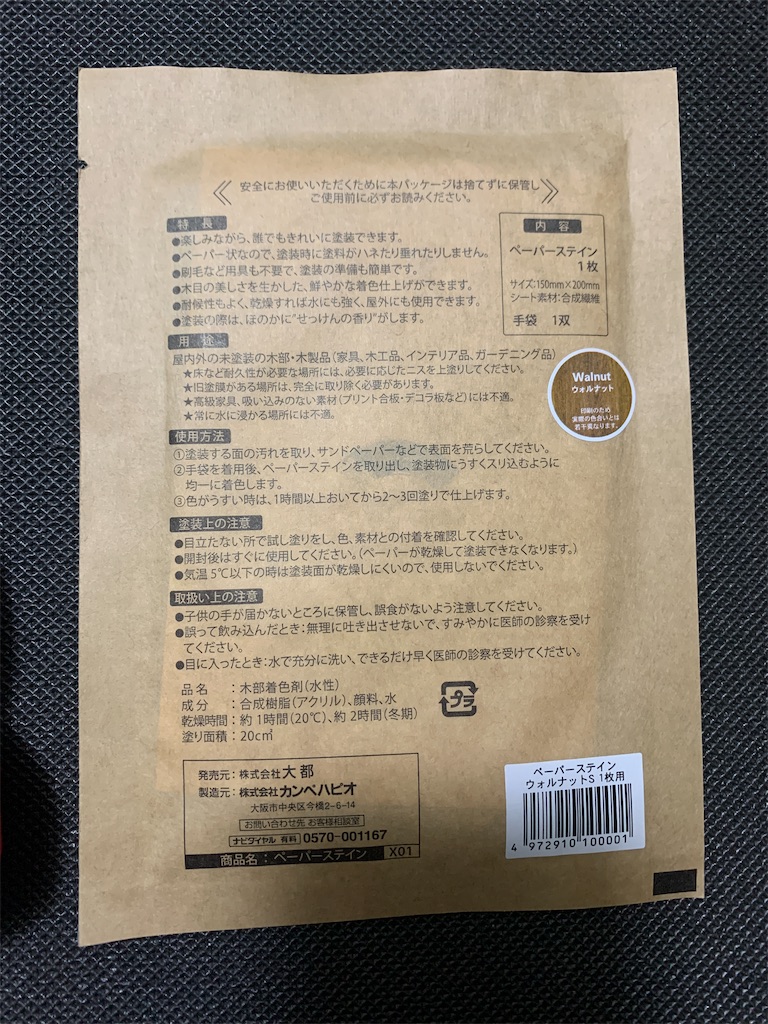 安全にお使いいただくために本パッケージは捨てずに保管し
ご使用前に必ずお読みください。
特長
●楽しみながら、誰でもきれいに塗装できます。
●ペーパー状なので、塗装時に塗料がハネたり垂れたりしません。
●刷毛など用具も不要で、塗装の準備も簡単です。
●木目の美しさを生かした、鮮やかな着色仕上げができます。
●耐候性もよく、乾燥すれば水にも強く、屋外にも使用できます。
●塗装の際は、ほのかに"せっけんの香り"がします。
内容
ペーパーステイン
1枚
サイズ:150mm×200mm
シート素材:合成繊維
手袋 1双
用途
屋内外の未塗装の木部・木製品(家具、木工品、インテリア品、ガーデニング品)
★床など耐久性が必要な場所には、必要に応じたニスを上塗りしてください。
★旧塗膜がある場所は、完全に取り除く必要があります。
★高級家具、吸い込みのない素材(プリント合板・デコラ板など)には不適。
★常に水に浸かる場所には不適。
Walnut
ウォルナット
印刷のため
実際の色合いとは
若干異なります。
使用方法
①塗装する面の汚れを取り、サンドペーパーなどで表面を荒らしてください。
②手袋を着用後、ペーパーステインを取り出し、塗装物にうすくスリ込むように
均一に着色します。
③色がうすい時は、1時間以上おいてから2〜3回塗りで仕上げます。
塗装上の注意
●目立たない所で試し塗りをし、色、素材との付着を確認してください。
●開封後はすぐに使用してください。(ペーパーが乾燥して塗装できなくなります。)
●気温5℃以下の時は塗装面が乾燥しにくいので、使用しないでください。
取扱い上の注意
●子供の手が届かないところに保管し、誤食がないよう注意してください。
●誤って飲み込んだとき:無理に吐き出させないで、すみやかに医師の診察を受け
てください。
●目に入ったとき:水で充分に洗い、できるだけ早く医師の診察を受けてください。
品名 :木部着色剤(水性)
成分 :合成樹脂(アクリル)、顔料、水
乾燥時間:約1時間(20℃)、約2時間(冬期)
塗り面積:20c㎡
プラ
発売元:株式会社大都
製造元:株式会社カンペハピオ
大阪市中央区今橋2-6-14
お問い合わせ先 お客様相談室
ナビダイヤル 有料 0570-001167
商品名:ペーパーステイン X01
ペーパーステイン
ウォルナットS 1枚用
4 972910 100001